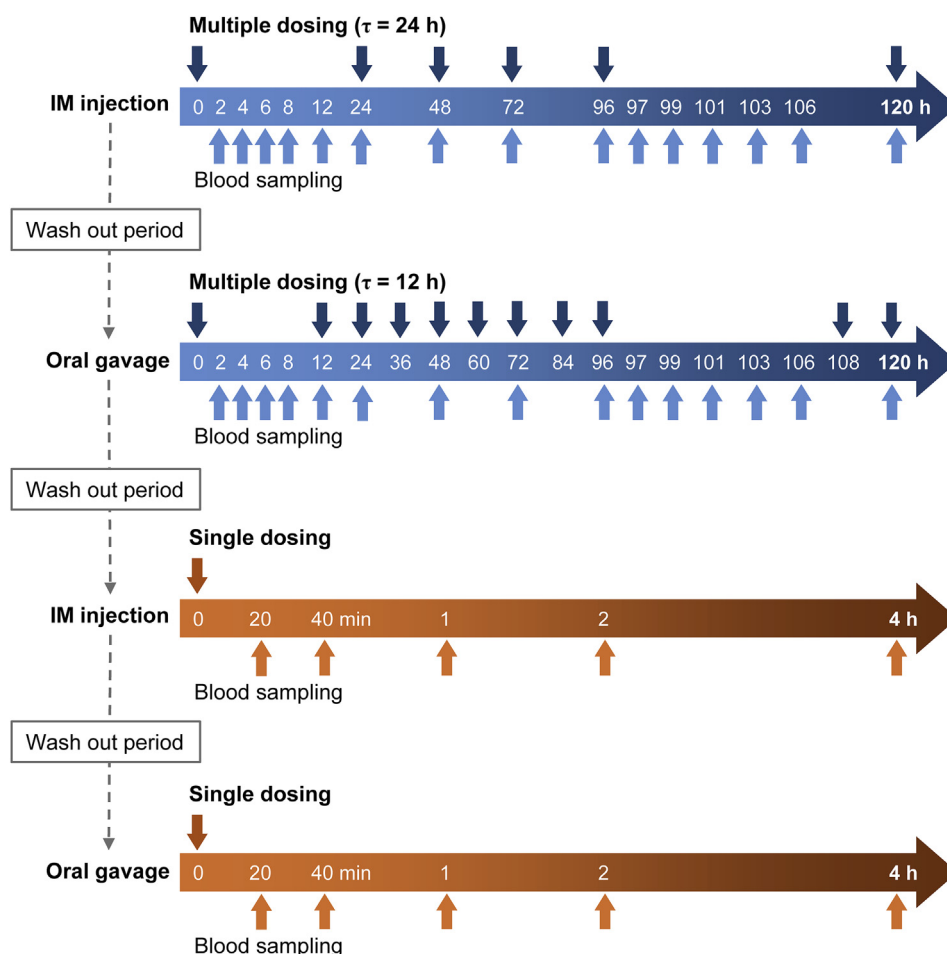 Multiple dosing (τ = 24 h)
IM injection 0 2 4 6 8 12 24 48 72 96 97 99 101 103 106 120 h
Blood sampling
Wash out period
Multiple dosing (τ = 12 h)
Oral gavage 0 2 4 6 8 12 24 36 48 60 72 84 96 97 99 101 103 106 108 120 h
Blood sampling
Wash out period
Single dosing
IM injection 0 20 40 min 1 2 4 h
Blood sampling
Wash out period
Single dosing
Oral gavage 0 20 40 min 1 2 4 h
Blood sampling